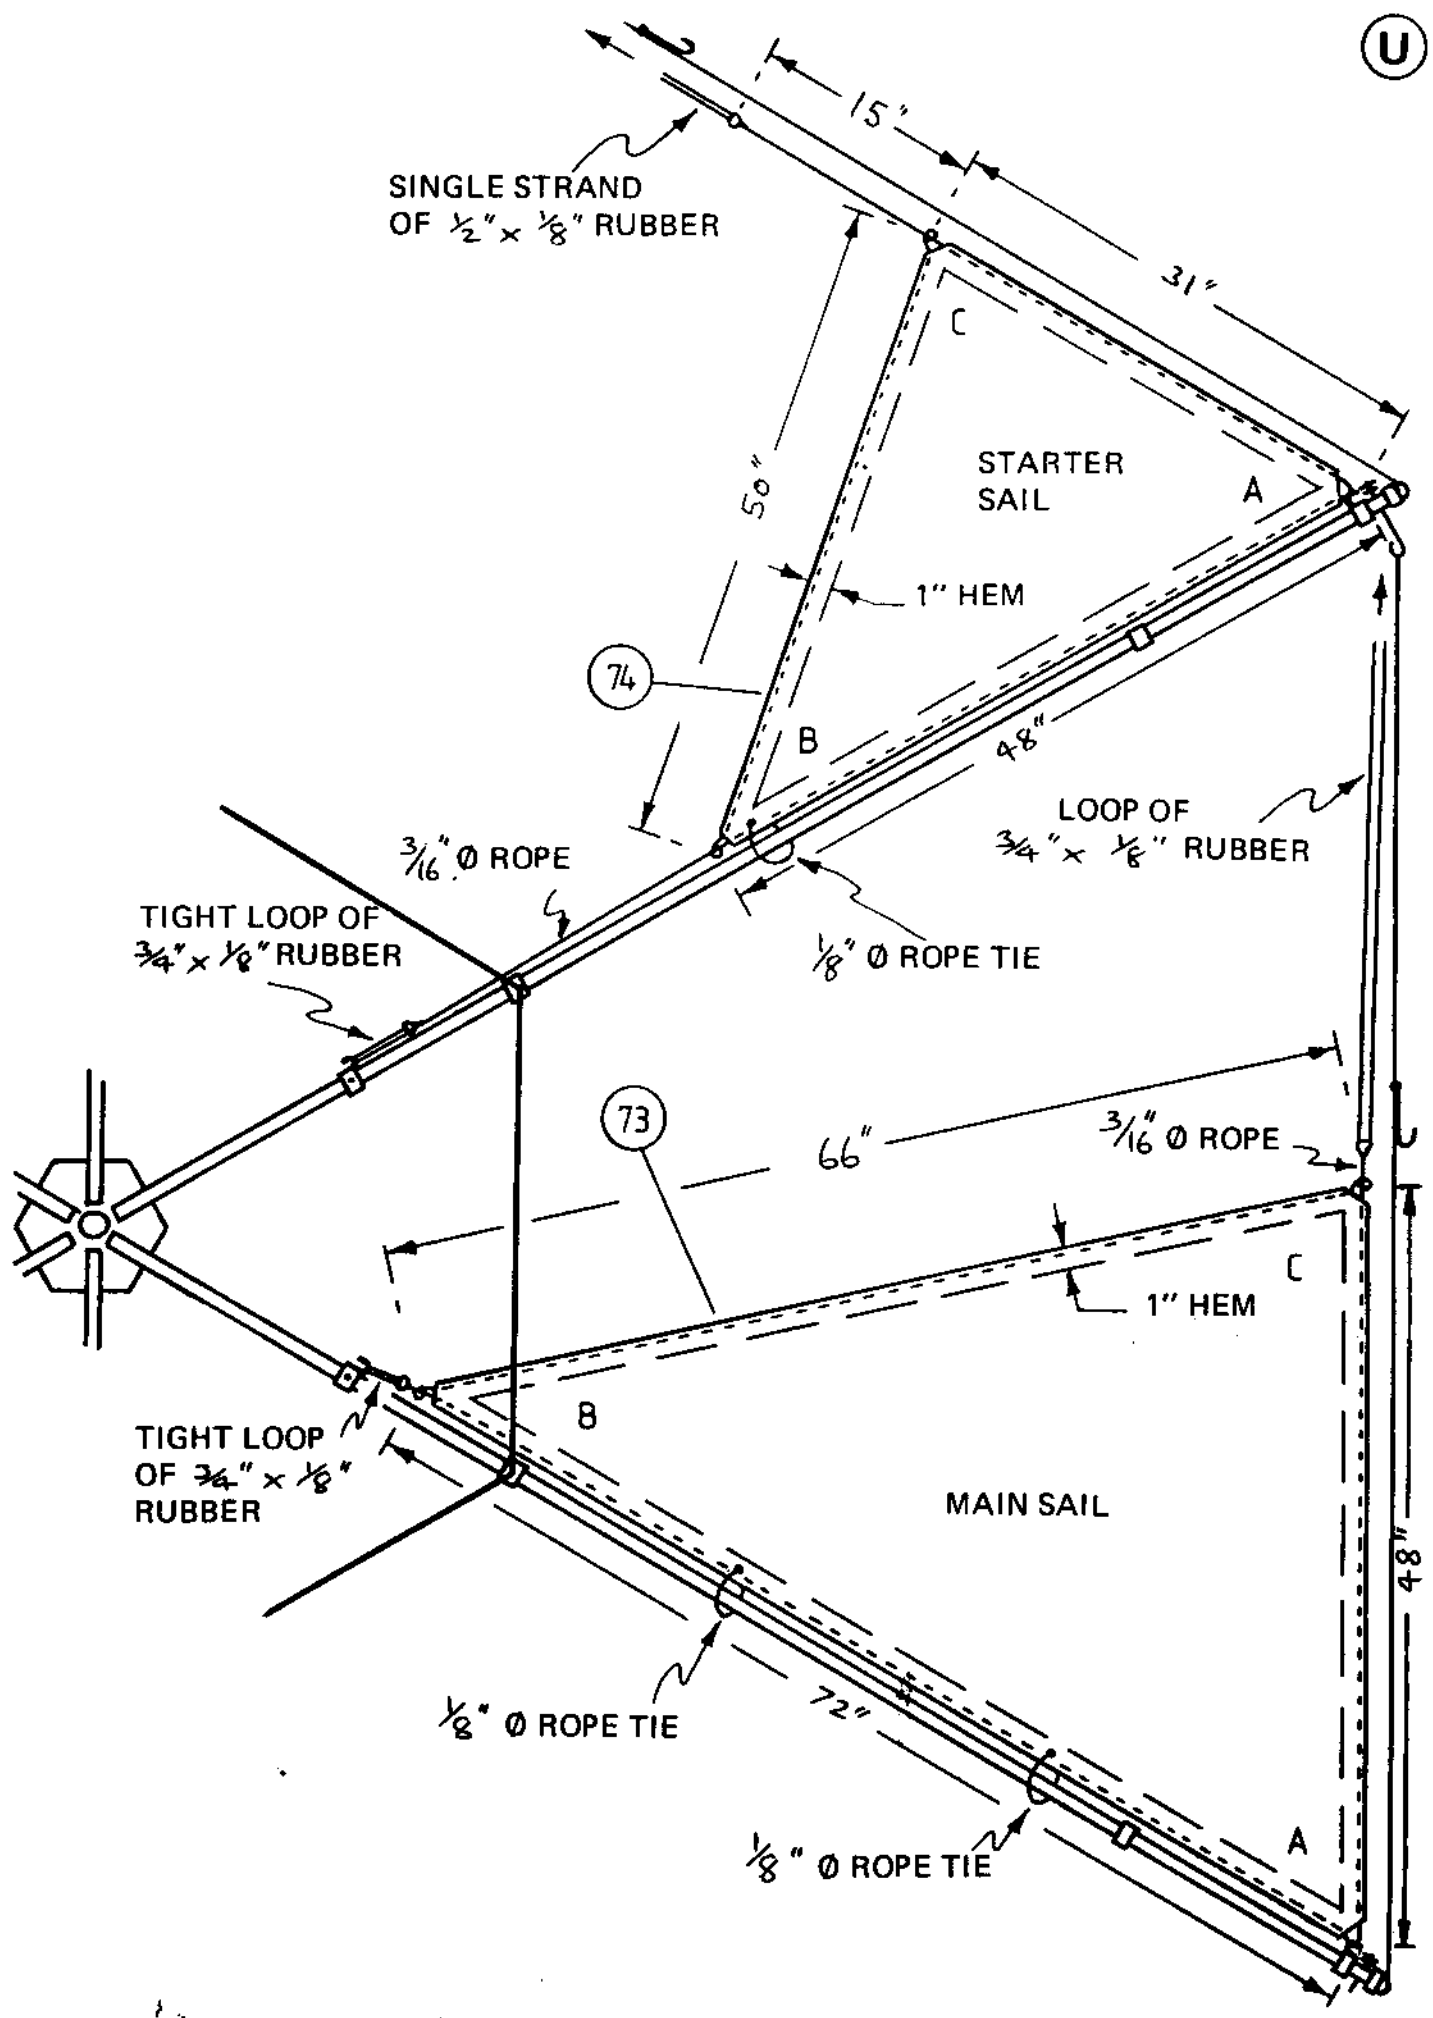 U
15"
SINGLE STRAND
OF 1/2" x 1/8" RUBBER
31"
C
50"
STARTER
SAIL
A
1" HEM
74
B
48"
LOOP OF
3/4" x 1/8" RUBBER
3/16" Ø ROPE
TIGHT LOOP OF
3/4" x 1/8" RUBBER
1/8" Ø ROPE TIE
73
66"
3/16" Ø ROPE
C
1" HEM
B
TIGHT LOOP
OF 3/4" x 1/8"
RUBBER
MAIN SAIL
48"
72"
1/8" Ø ROPE TIE
A
1/8" Ø ROPE TIE